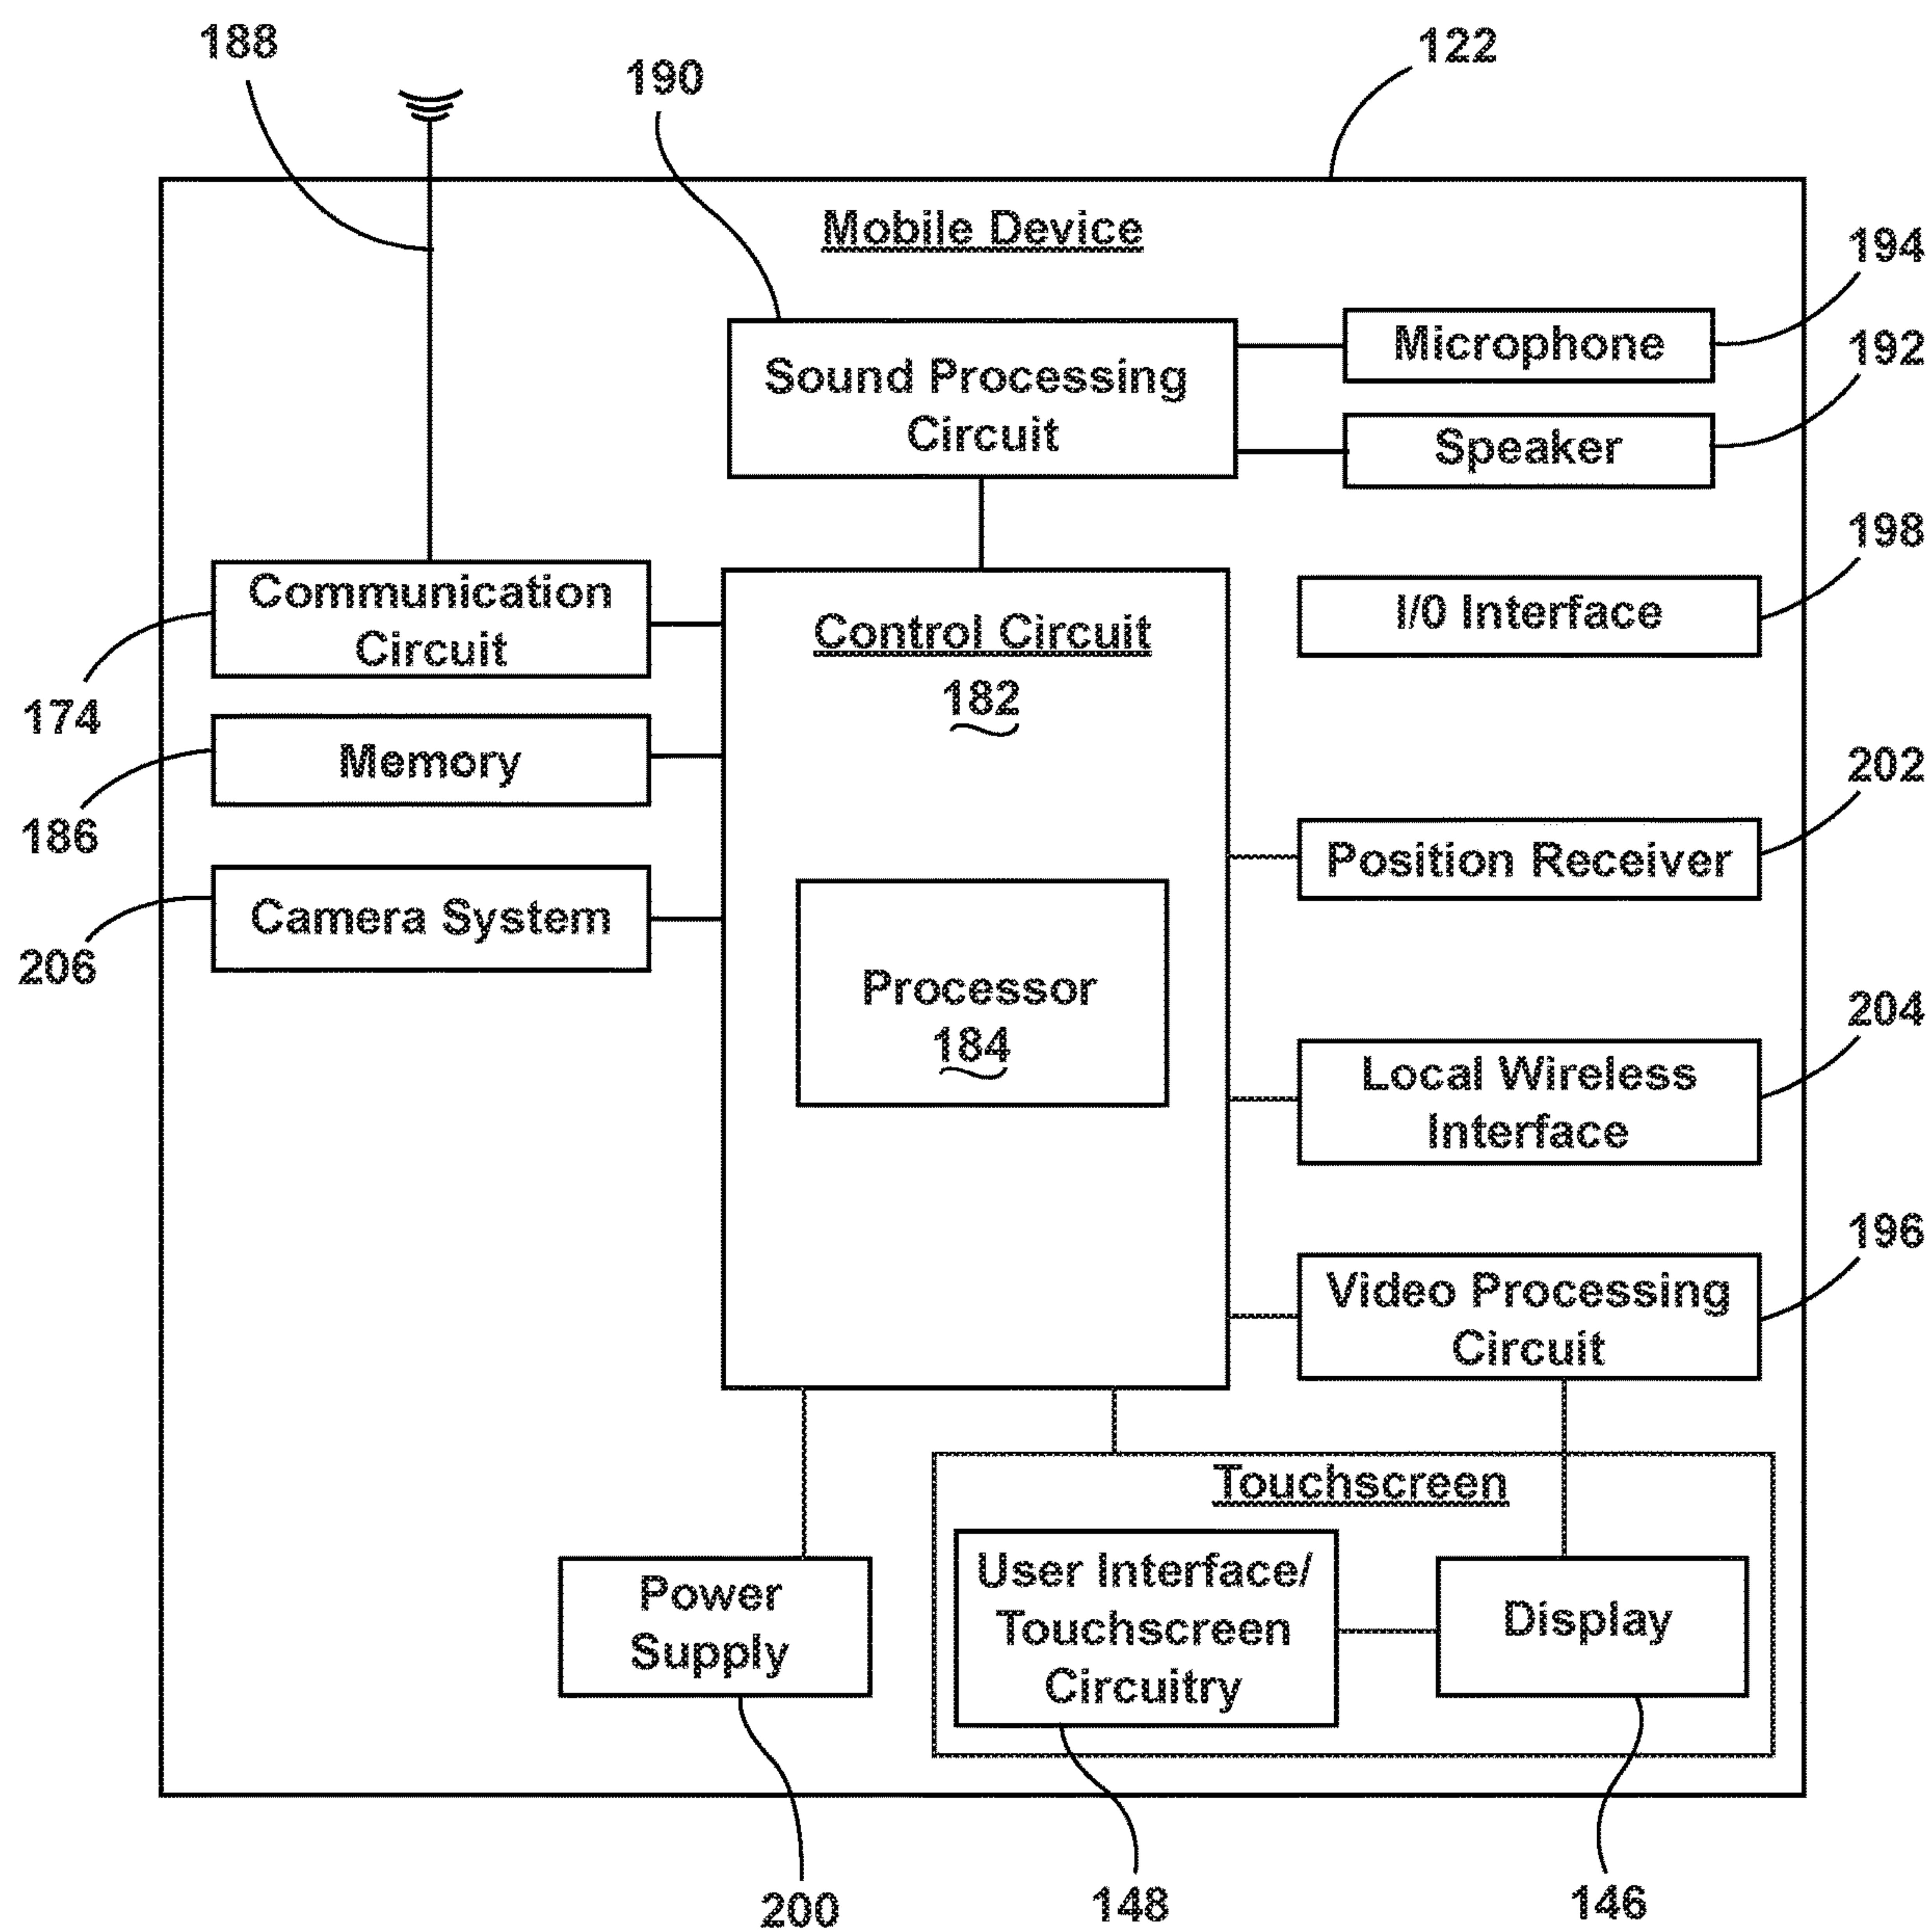 188
190
122
Mobile Device
194
Sound Processing
Circuit
Microphone
192
Speaker
198
Communication
Circuit
Control Circuit
182
I/0 Interface
174
Memory
202
186
Position Receiver
Camera System
206
Processor
184
204
Local Wireless
Interface
196
Video Processing
Circuit
Touchscreen
Power
Supply
User Interface/
Touchscreen
Circuitry
Display
200
148
146